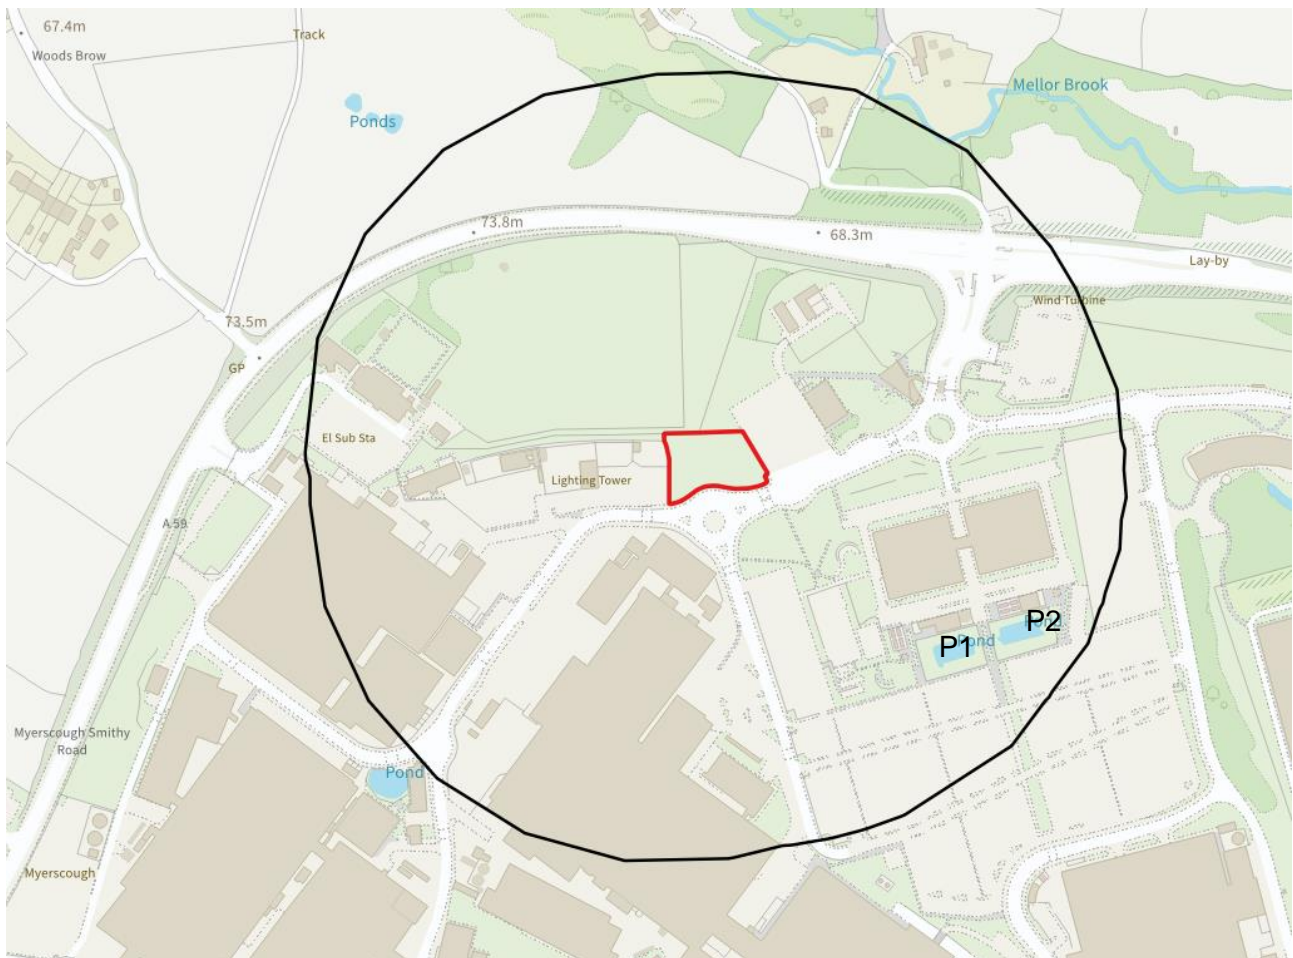 67.4m
Woods Brow
Track
Mellor Brook
Ponds
73.8m
68.3m
Lay-by
Wind Turbine
73.5m
GP
El Sub Sta
Lighting Tower
A 59
P2
Pond
P1
Pond
Myerscough Smithy
Road
Pond
Myerscough